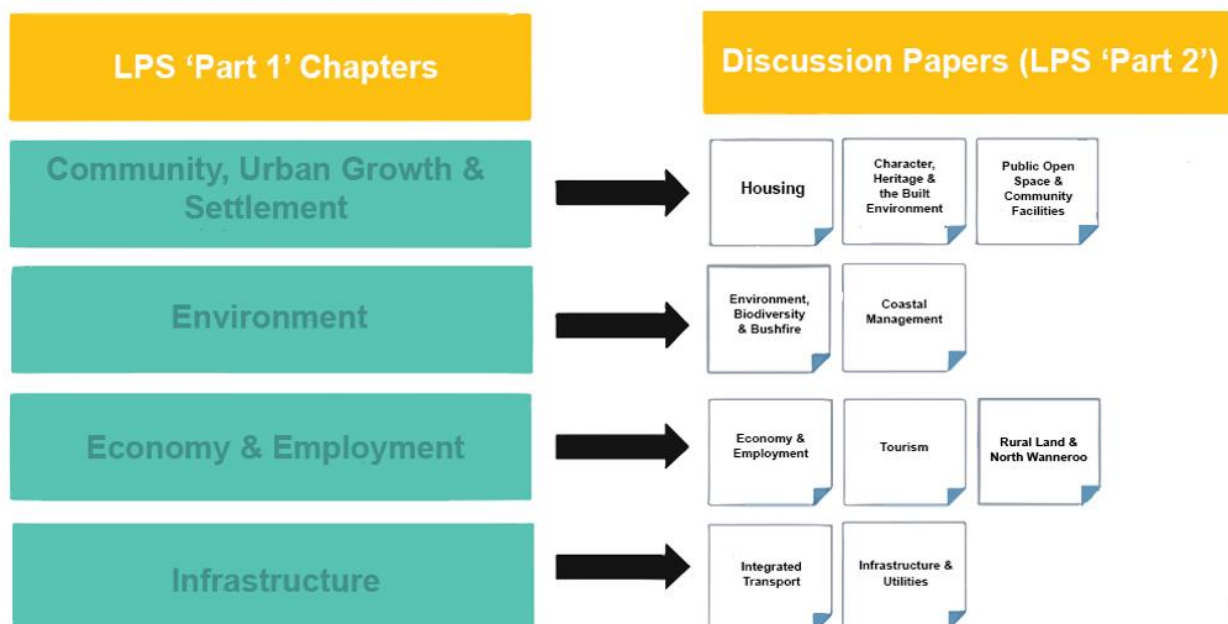 LPS ‘Part 1’ Chapters
Discussion Papers (LPS ‘Part 2’)
Community, Urban Growth &
Settlement
Housing
Character,
Heritage &
the Built
Environment
Public Open
Space &
Community
Facilities
Environment
Environment,
Biodiversity
& Bushfire
Coastal
Management
Economy & Employment
Economy &
Employment
Tourism
Rural Land &
North Wanneroo
Infrastructure
Integrated
Transport
Infrastructure &
Utilities